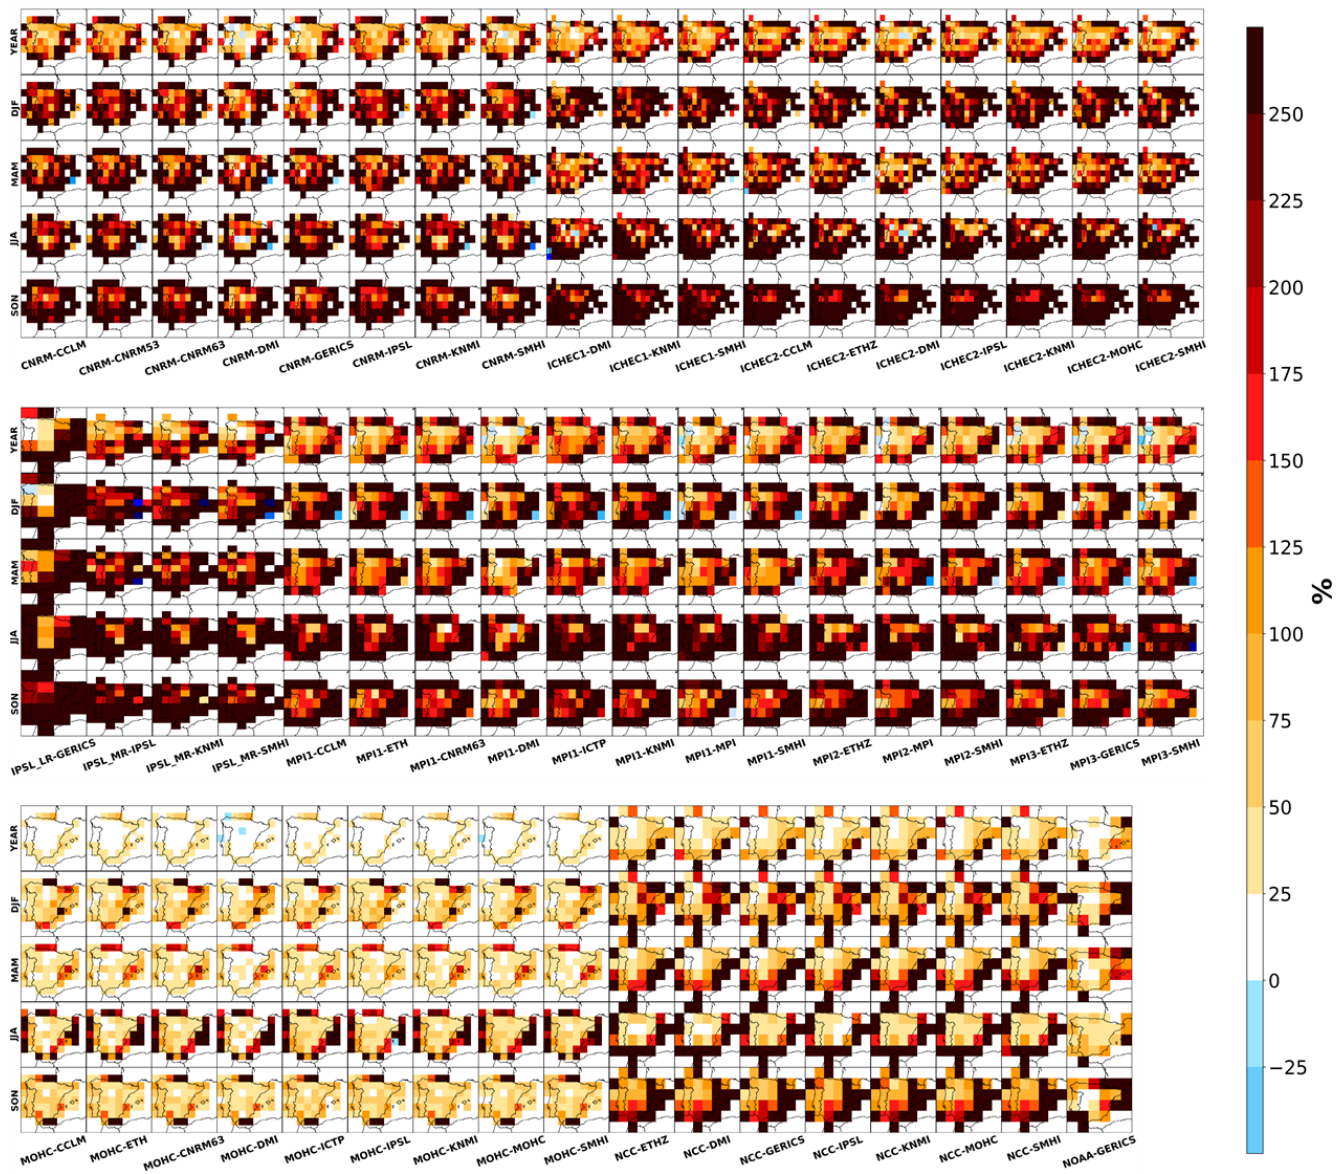 YEAR
DJF
MAM
JJA
SON
CNRM-CCLM CNRM-CNRM53 CNRM-CNRM63 CNRM-DMI CNRM-GERICS CNRM-IPSL CNRM-KNMI CNRM-SMHI ICHEC1-DMI ICHEC1-KNMI ICHEC1-SMHI ICHEC2-CCLM ICHEC2-ETHZ ICHEC2-DMI ICHEC2-IPSL ICHEC2-KNMI ICHEC2-MOHC ICHEC2-SMHI
YEAR
DJF
MAM
JJA
SON
IPSL_LR-GERICS IPSL_MR-IPSL IPSL_MR-KNMI IPSL_MR-SMHI MPI1-CCLM MPI1-ETH MPI1-CNRM63 MPI1-DMI MPI1-ICTP MPI1-KNMI MPI1-MPI MPI1-SMHI MPI2-ETHZ MPI2-MPI MPI2-SMHI MPI3-ETHZ MPI3-GERICS MPI3-SMHI
YEAR
DJF
MAM
JJA
SON
MOHC-CCLM MOHC-ETH MOHC-CNRM63 MOHC-DMI MOHC-ICTP MOHC-IPSL MOHC-KNMI MOHC-MOHC MOHC-SMHI NCC-ETHZ NCC-DMI NCC-GERICS NCC-IPSL NCC-KNMI NCC-MOHC NCC-SMHI NOAA-GERICS
250
225
200
175
150
125
100
75
50
25
0
−25
%